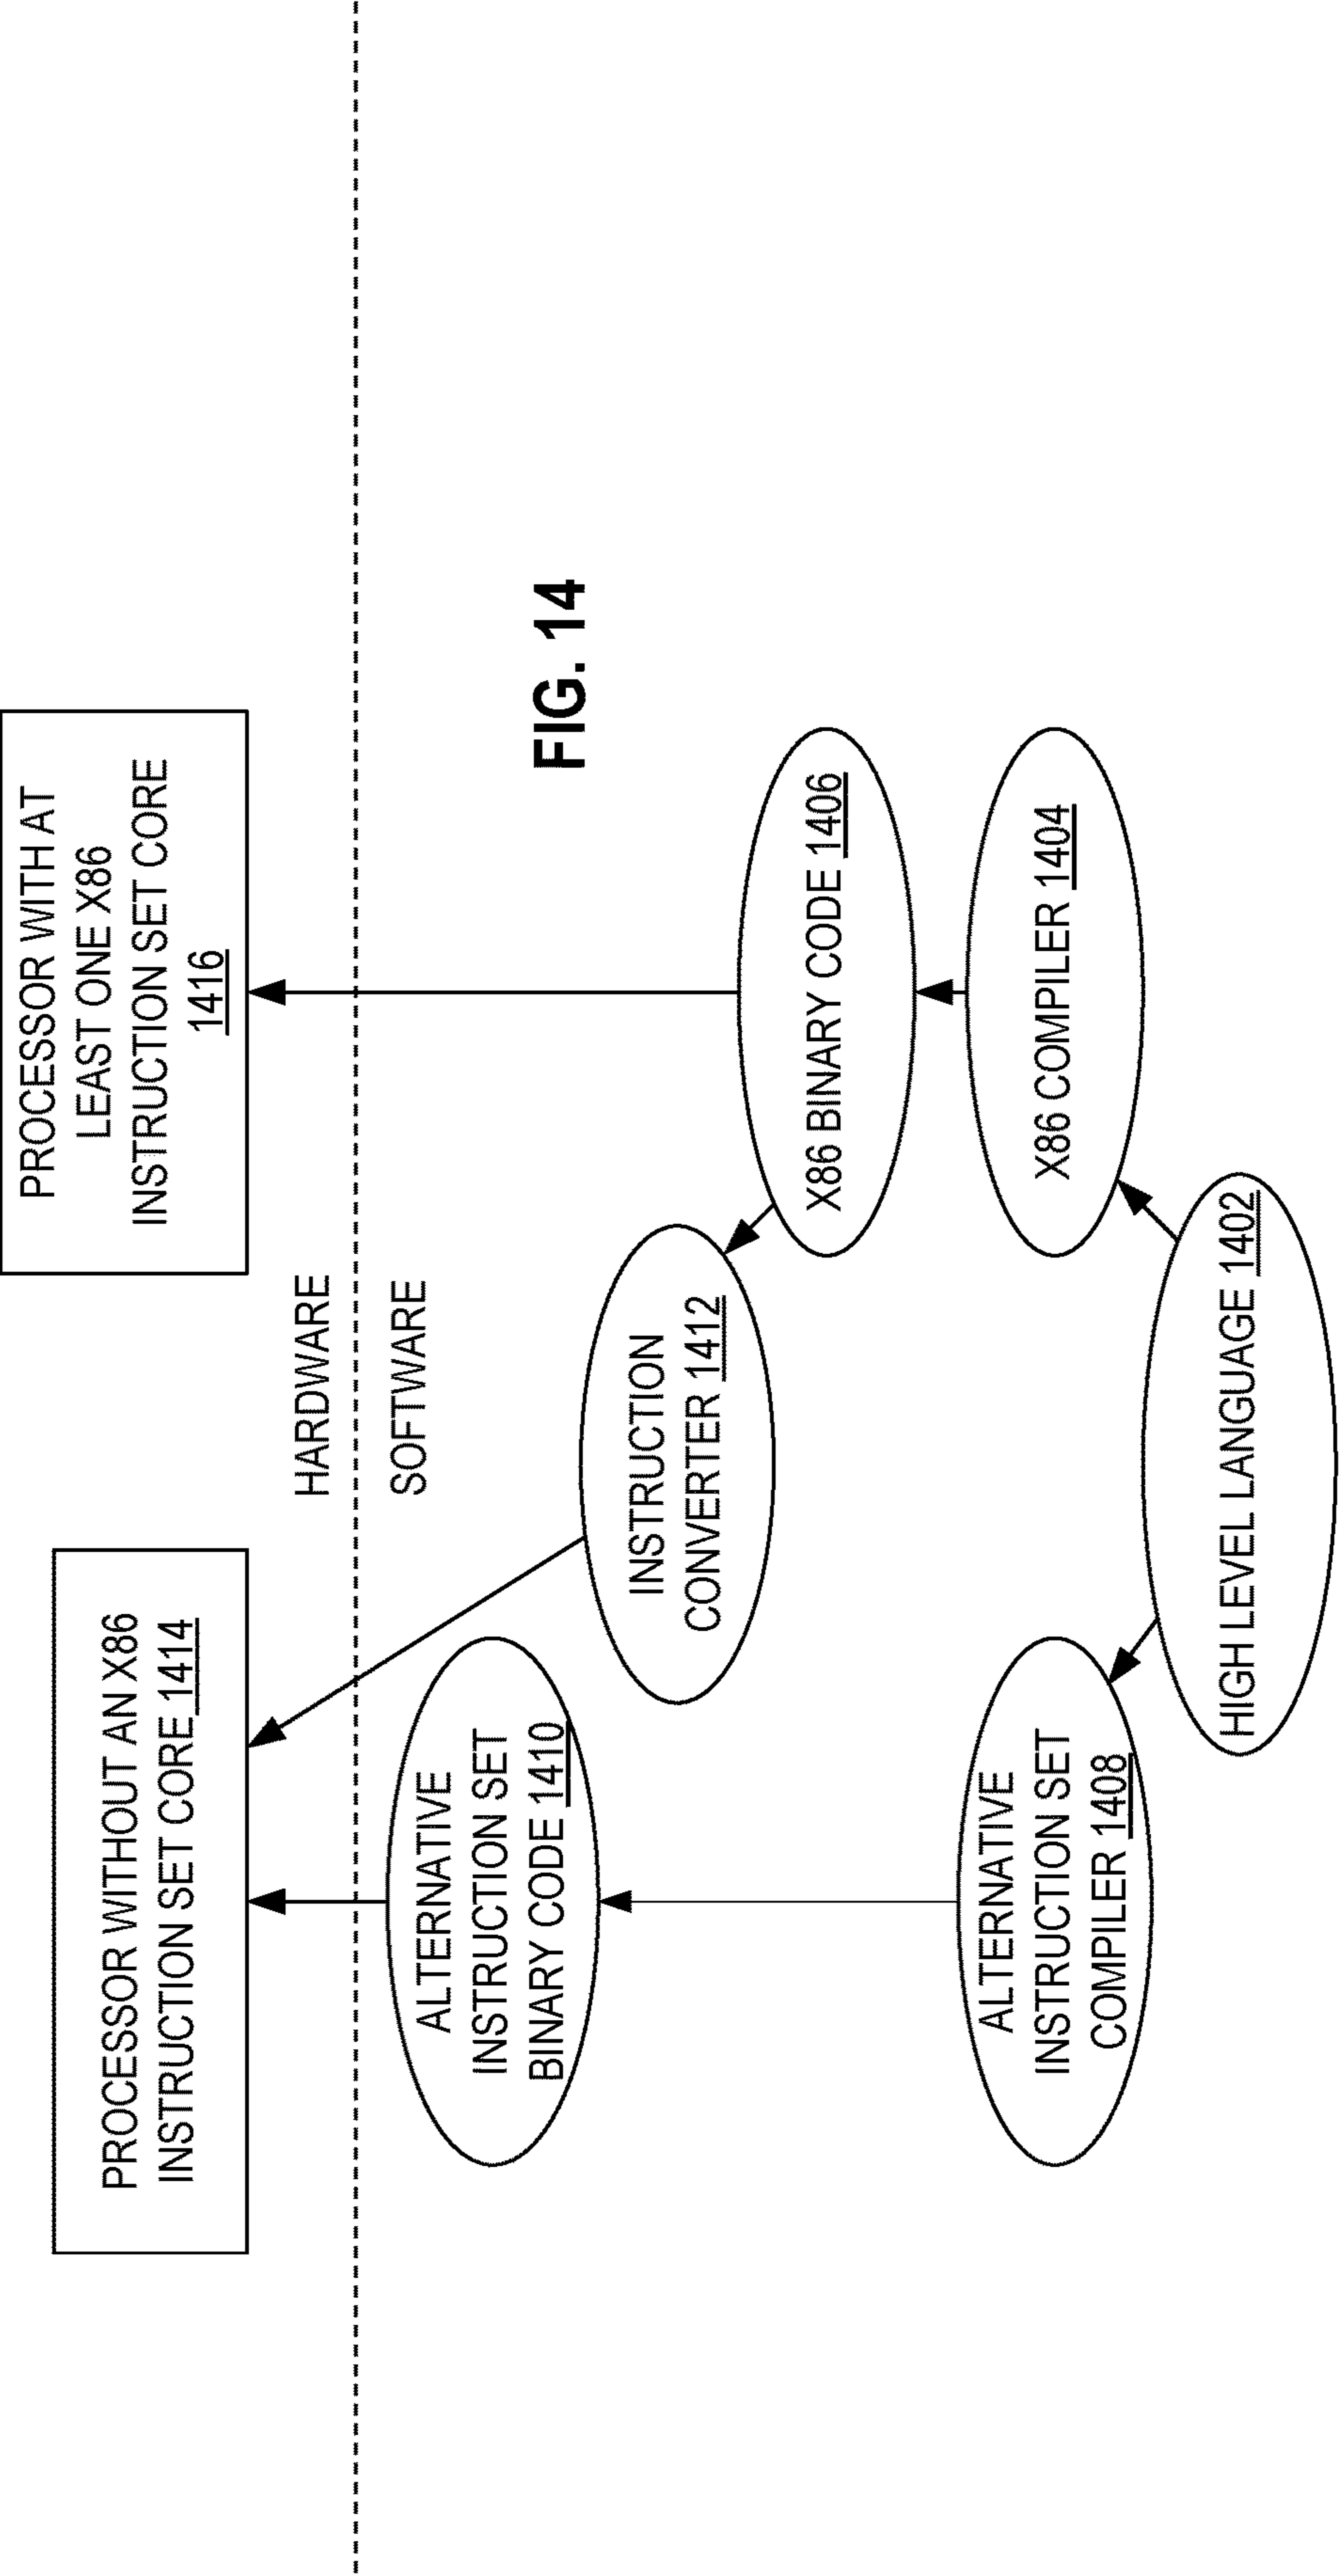 PROCESSOR WITHOUT AN X86
INSTRUCTION SET CORE 1414
PROCESSOR WITH AT
LEAST ONE X86
INSTRUCTION SET CORE
1416
HARDWARE
SOFTWARE
ALTERNATIVE
INSTRUCTION SET
BINARY CODE 1410
FIG. 14
INSTRUCTION
CONVERTER 1412
X86 BINARY CODE 1406
ALTERNATIVE
INSTRUCTION SET
COMPILER 1408
X86 COMPILER 1404
HIGH LEVEL LANGUAGE 1402